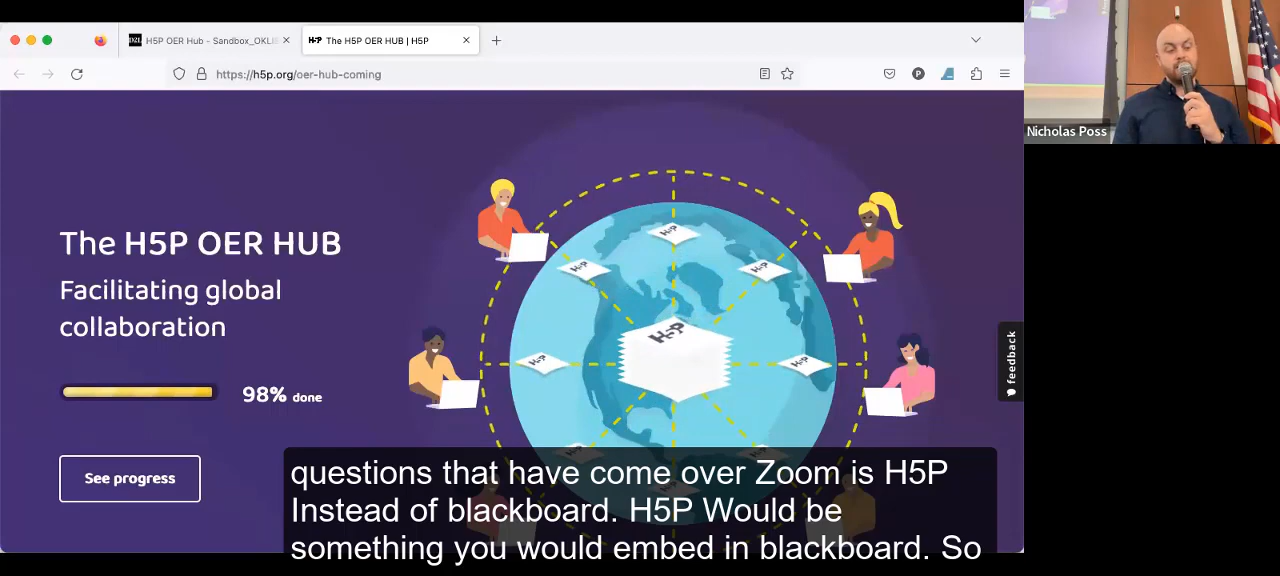 H5P OER Hub - Sandbox_OKLI
H-P The H5P OER HUB | H5P
https://h5p.org/oer-hub-coming
P
Nicholas Poss
The H5P OER HUB
Facilitating global
collaboration
98% done
See progress
feedback
H-P
H-P
H-P
H-P
H-P
H-P
questions that have come over Zoom is H5P
Instead of blackboard. H5P Would be
something you would embed in blackboard. So